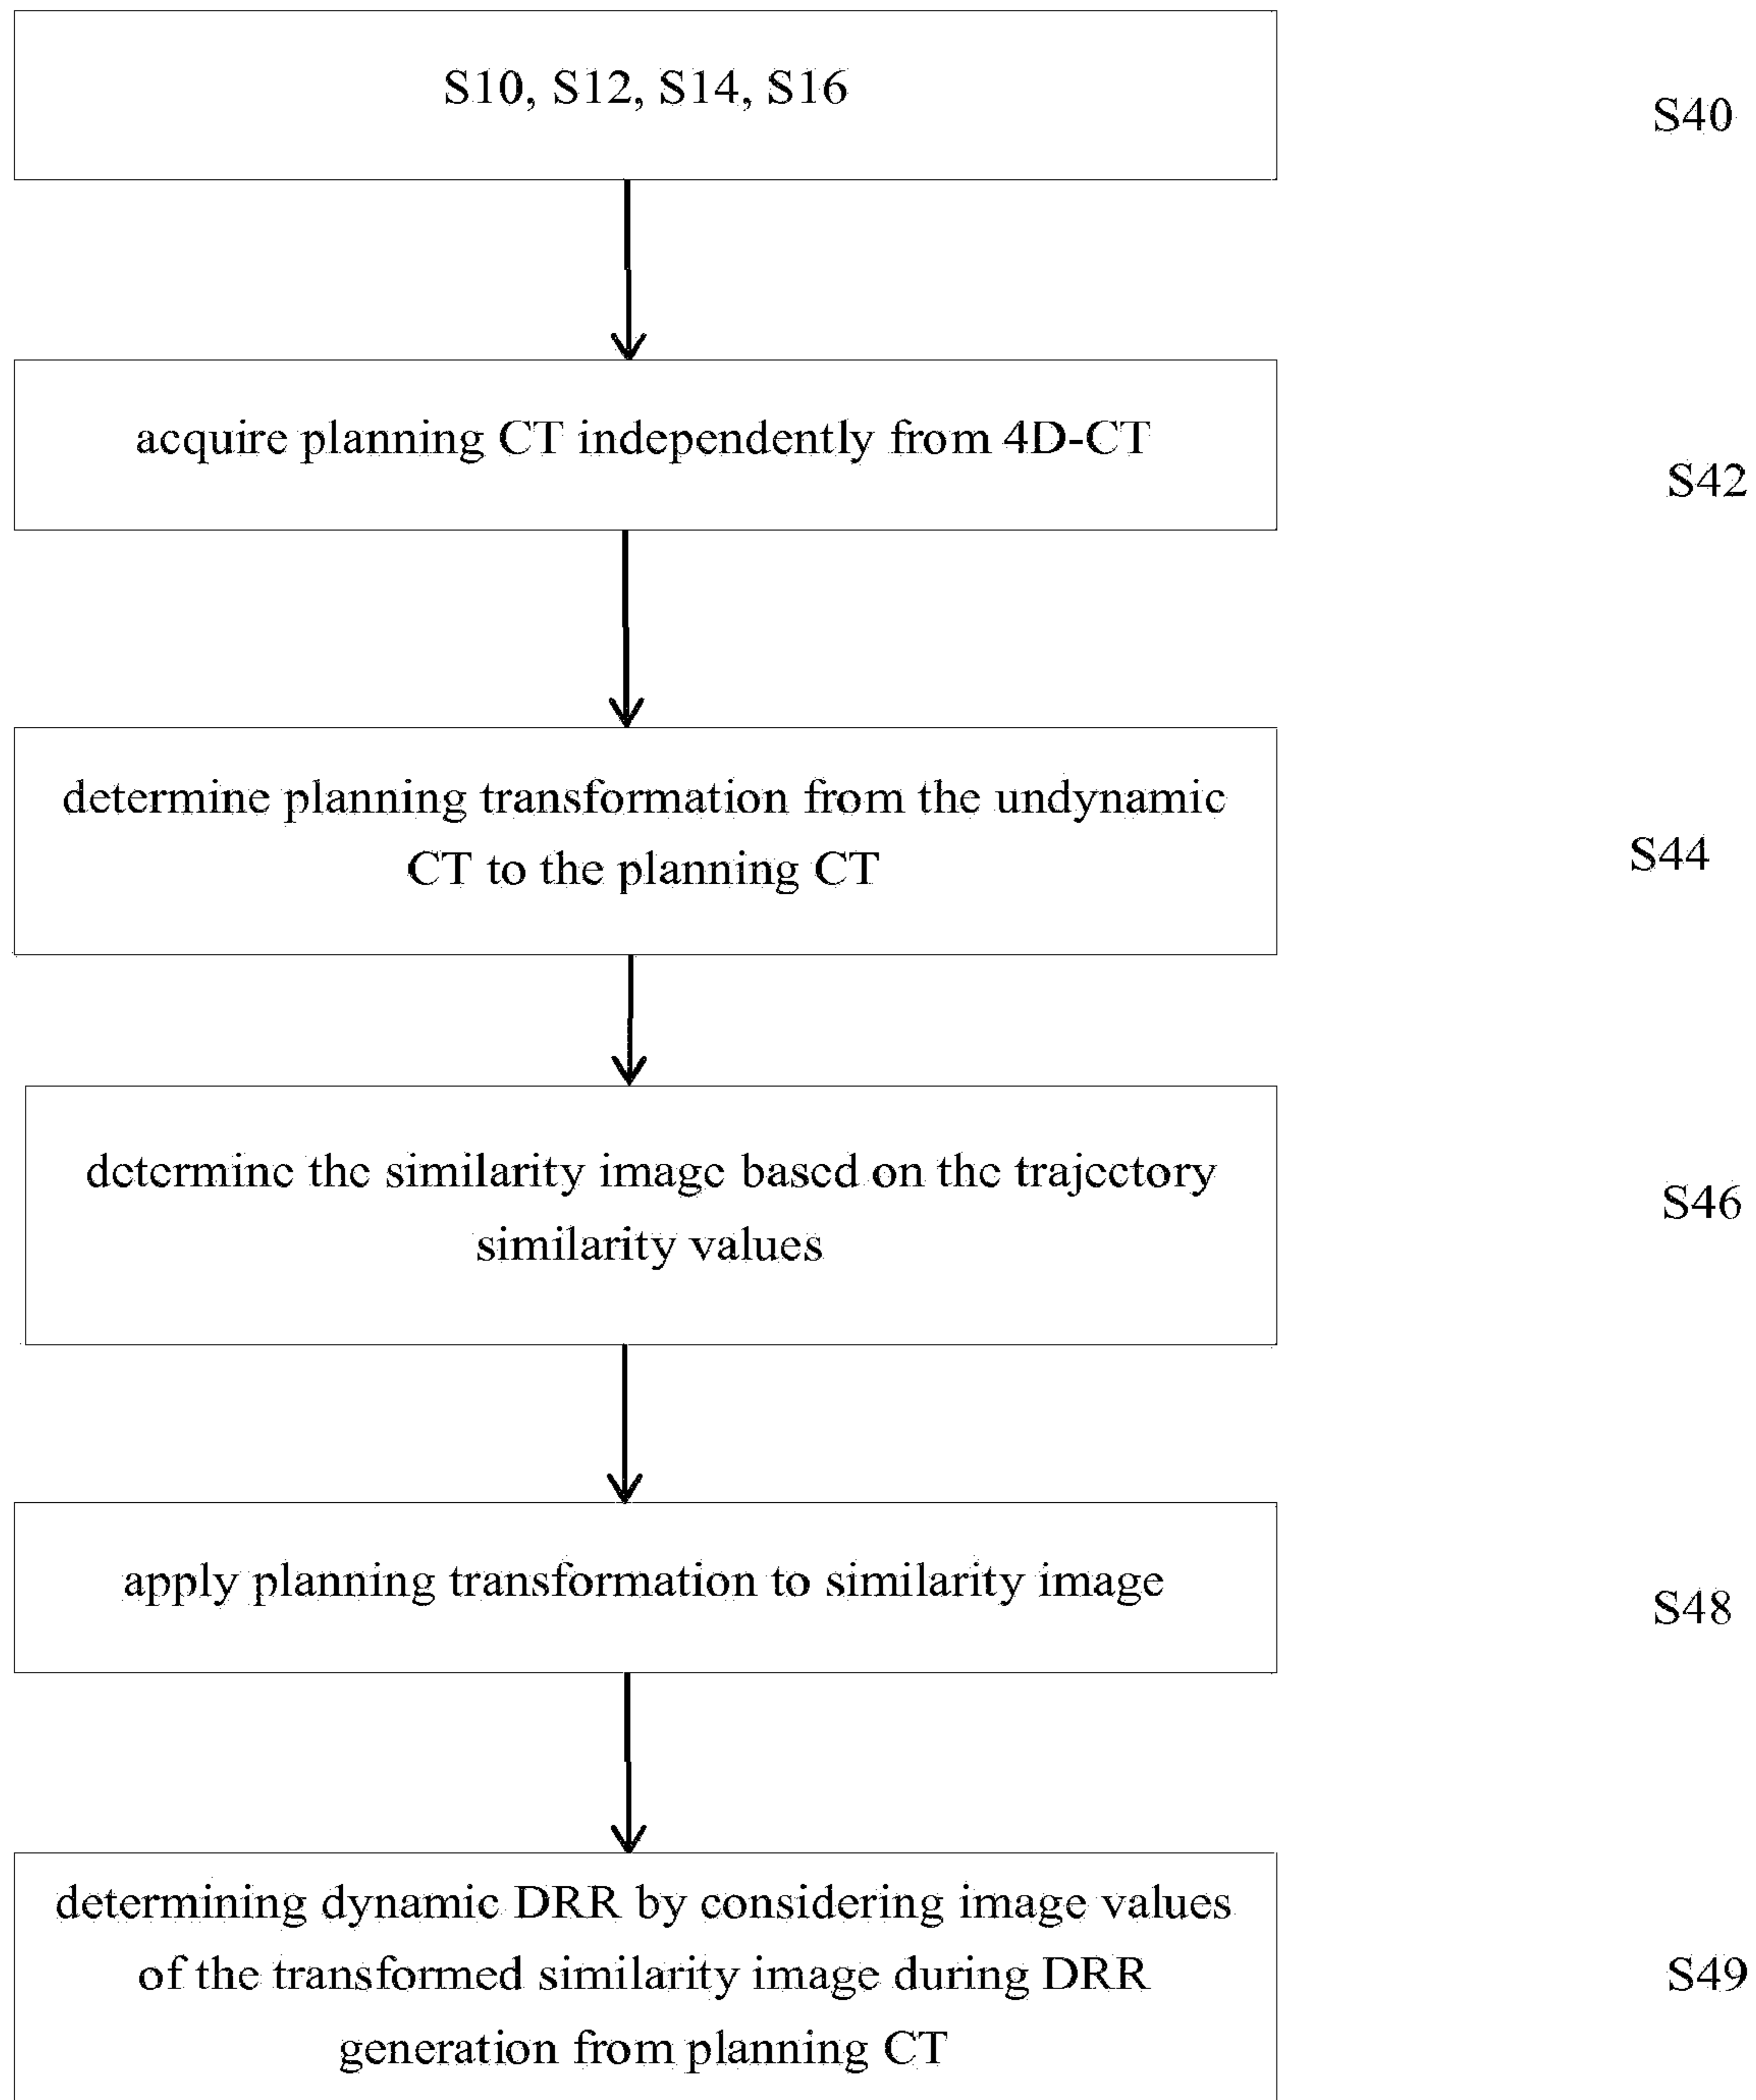 S10, S12, S14, S16
S40
acquire planning CT independently from 4D-CT
S42
determine planning transformation from the undynamic
CT to the planning CT
S44
determine the similarity image based on the trajectory
similarity values
S46
apply planning transformation to similarity image
S48
determining dynamic DRR by considering image values
of the transformed similarity image during DRR
generation from planning CT
S49